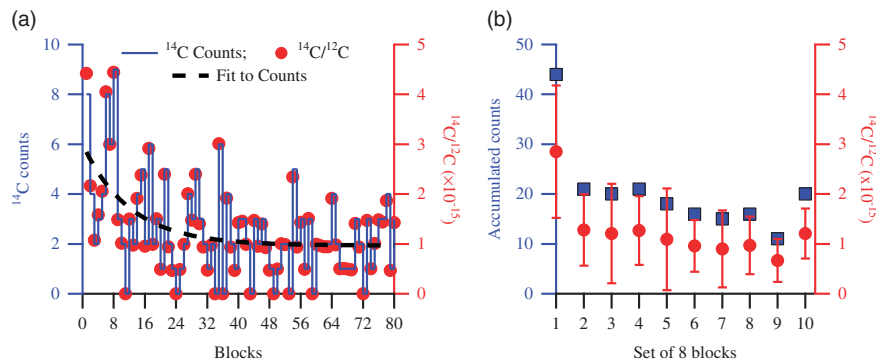 (a)
¹⁴C Counts; ¹⁴C/¹²C
Fit to Counts
10
8
6
4
2
0
¹⁴C counts
5
4
3
2
1
0
¹⁴C/¹²C (×10⁻¹⁵)
0 8 16 24 32 40 48 56 64 72 80
Blocks
(b)
50
40
30
20
10
0
Accumulated counts
5
4
3
2
1
0
¹⁴C/¹²C (×10⁻¹⁵)
1 2 3 4 5 6 7 8 9 10
Set of 8 blocks